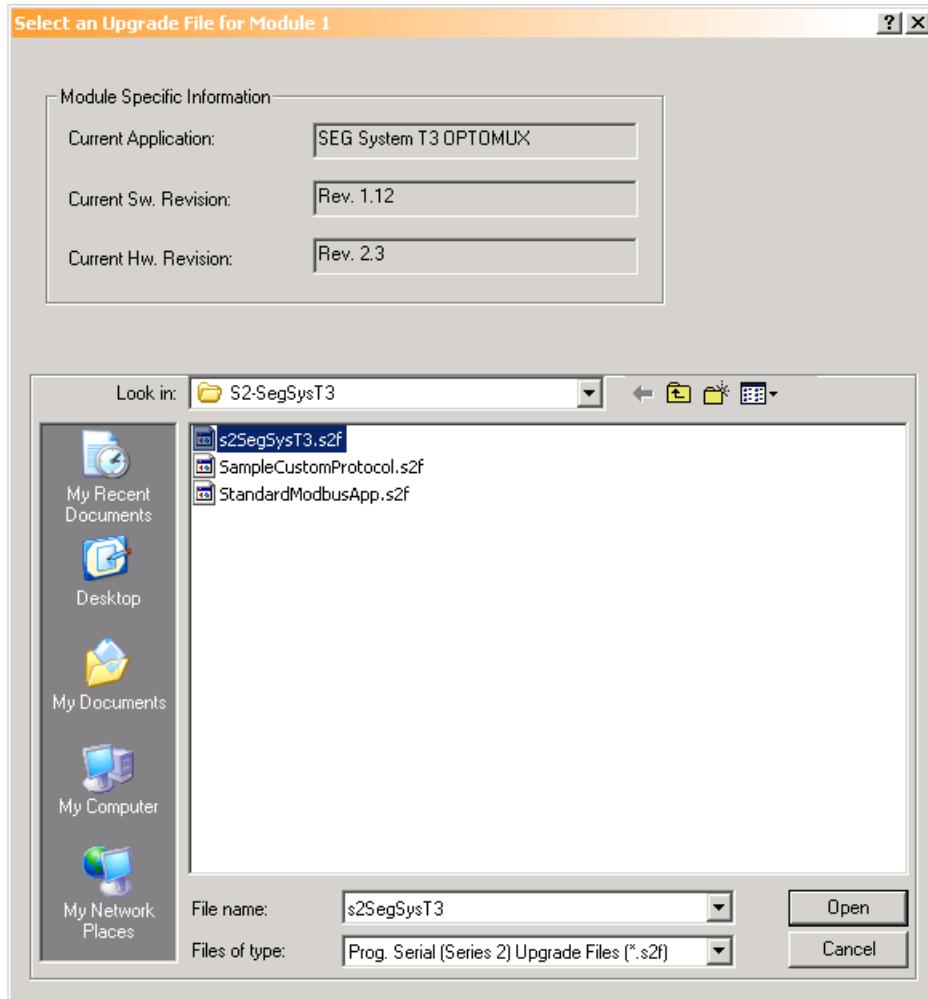 Select an Upgrade File for Module 1
Module Specific Information
Current Application: SEG System T3 OPTOMUX
Current Sw. Revision: Rev. 1.12
Current Hw. Revision: Rev. 2.3
Look in: S2-SegSysT3
My Recent
Documents
Desktop
My Documents
My Computer
My Network
Places
s2SegSysT3.s2f
SampleCustomProtocol.s2f
StandardModbusApp.s2f
File name: s2SegSysT3 Open
Files of type: Prog. Serial (Series 2) Upgrade Files (*.s2f) Cancel